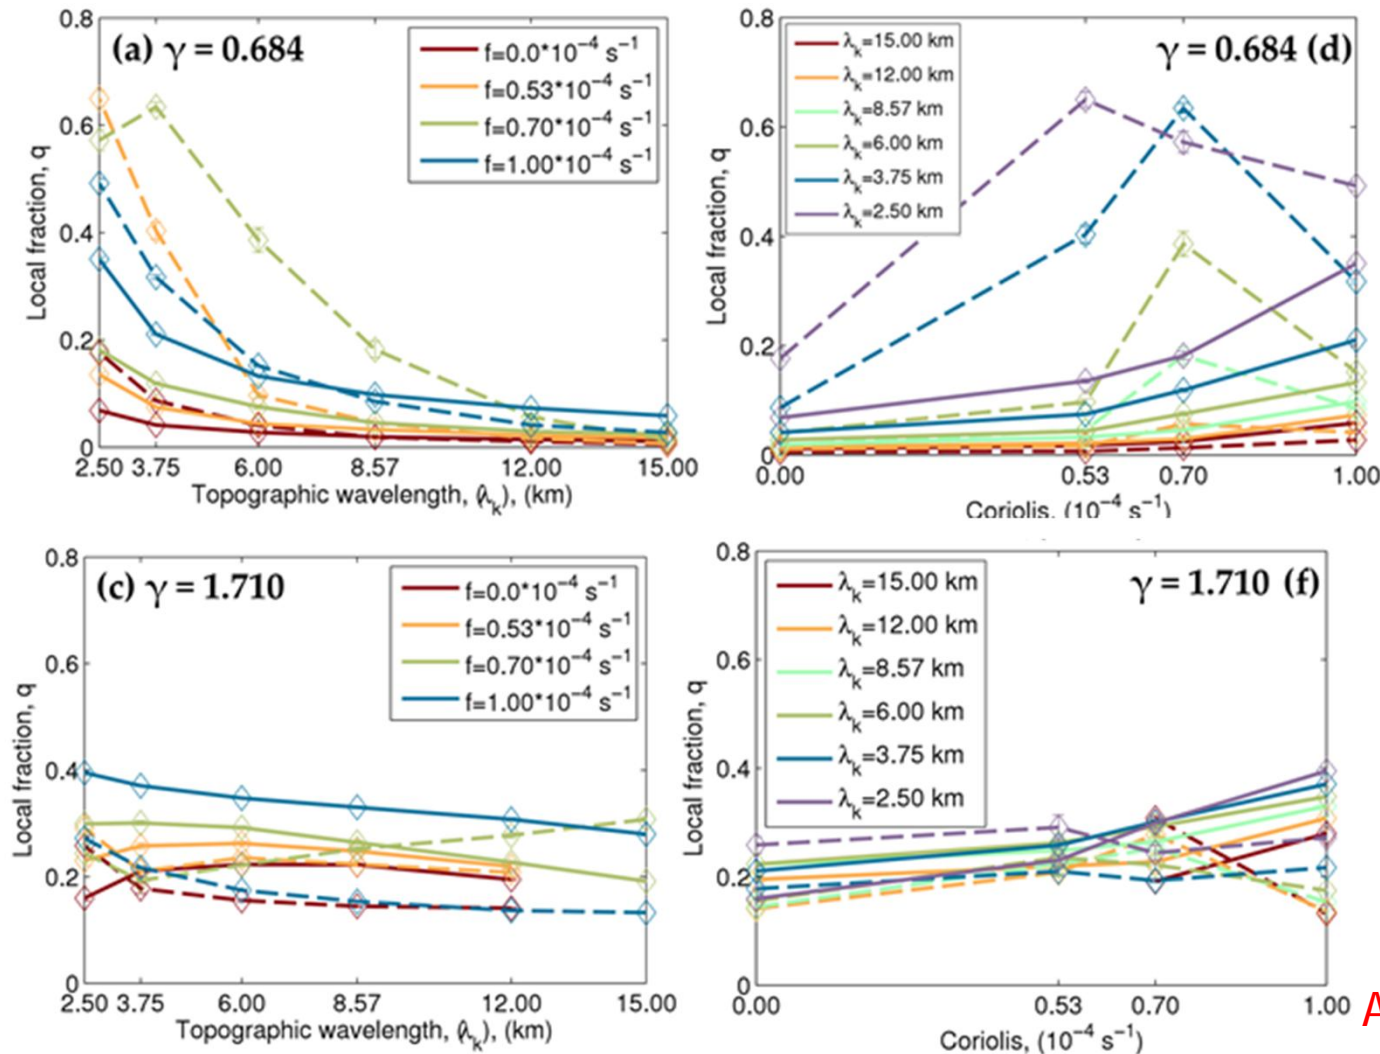 (a) γ = 0.684
f=0.0*10⁻⁴ s⁻¹
f=0.53*10⁻⁴ s⁻¹
f=0.70*10⁻⁴ s⁻¹
f=1.00*10⁻⁴ s⁻¹
Local fraction, q
0.8
0.6
0.4
0.2
0
2.50 3.75 6.00 8.57 12.00 15.00
Topographic wavelength, (λₖ), (km)
γ = 0.684 (d)
λₖ=15.00 km
λₖ=12.00 km
λₖ=8.57 km
λₖ=6.00 km
λₖ=3.75 km
λₖ=2.50 km
Local fraction, q
0.8
0.6
0.4
0.2
0
0.00 0.53 0.70 1.00
Coriolis, (10⁻⁴ s⁻¹)
(c) γ = 1.710
f=0.0*10⁻⁴ s⁻¹
f=0.53*10⁻⁴ s⁻¹
f=0.70*10⁻⁴ s⁻¹
f=1.00*10⁻⁴ s⁻¹
Local fraction, q
0.8
0.6
0.4
0.2
0
2.50 3.75 6.00 8.57 12.00 15.00
Topographic wavelength, (λₖ), (km)
γ = 1.710 (f)
λₖ=15.00 km
λₖ=12.00 km
λₖ=8.57 km
λₖ=6.00 km
λₖ=3.75 km
λₖ=2.50 km
Local fraction, q
0.8
0.6
0.4
0.2
0
0.00 0.53 0.70 1.00
Coriolis, (10⁻⁴ s⁻¹)
A